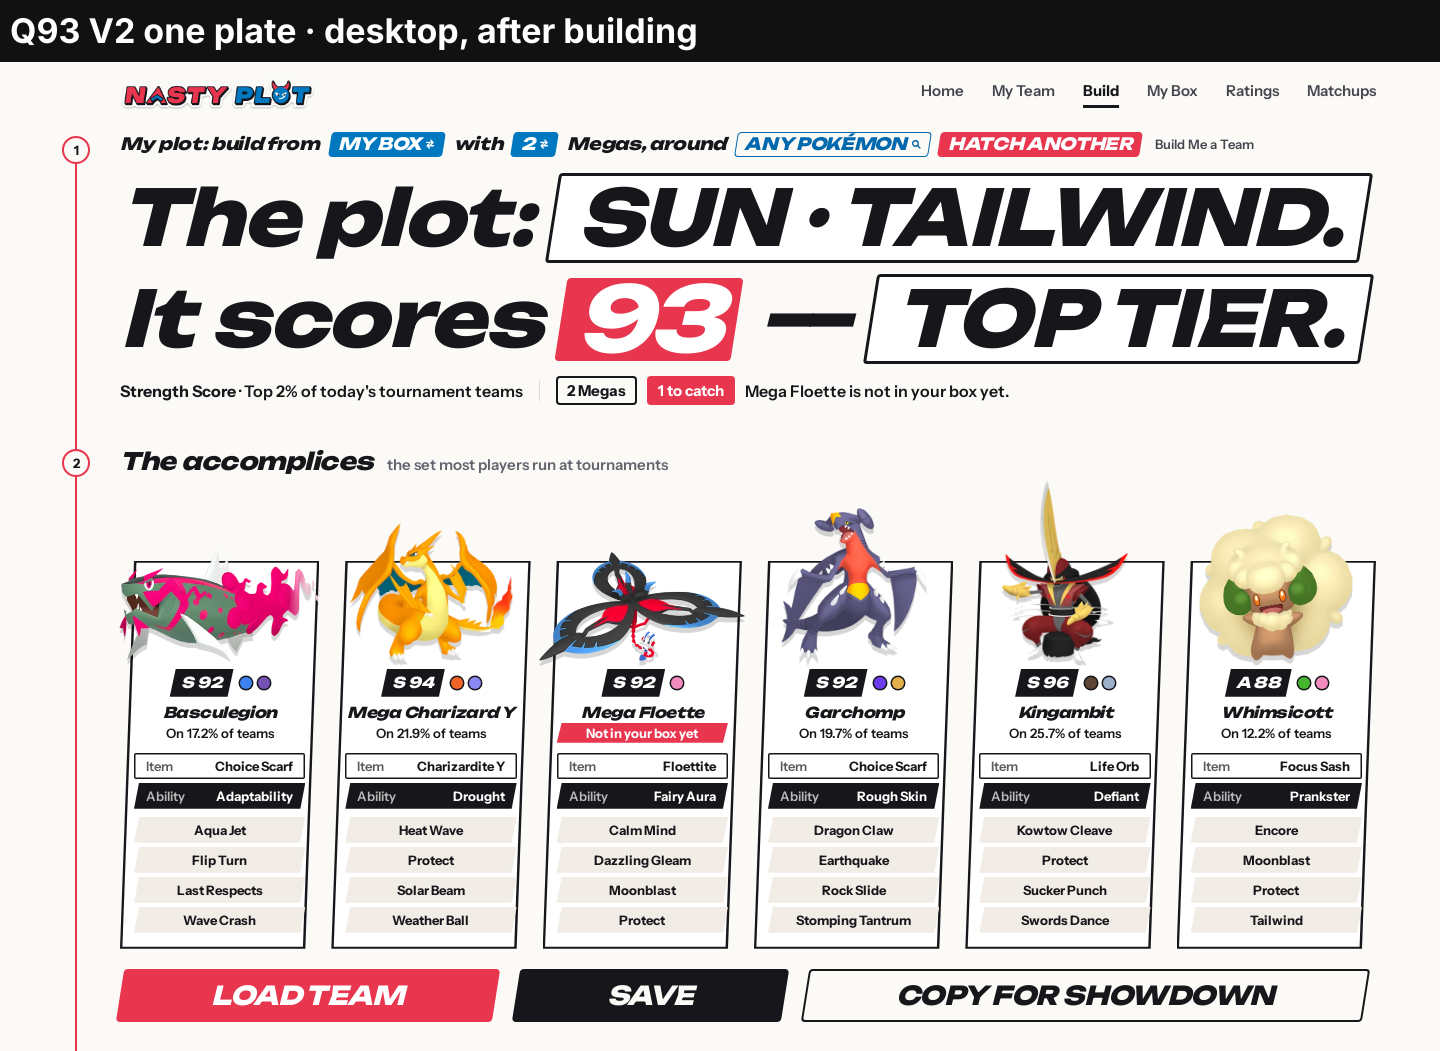 Q93 V2 one plate · desktop, after building
NASTY PLOT
Home My Team Build My Box Ratings Matchups
1
My plot: build from MY BOX with 2 Megas, around ANY POKÉMON HATCH ANOTHER Build Me a Team
The plot: SUN · TAILWIND.
It scores 93 — TOP TIER.
Strength Score · Top 2% of today's tournament teams 2 Megas 1 to catch Mega Floette is not in your box yet.
2
The accomplices the set most players run at tournaments
S 92
Basculegion
On 17.2% of teams
Item Choice Scarf
Ability Adaptability
Aqua Jet
Flip Turn
Last Respects
Wave Crash
S 94
Mega Charizard Y
On 21.9% of teams
Item Charizardite Y
Ability Drought
Heat Wave
Protect
Solar Beam
Weather Ball
S 92
Mega Floette
Not in your box yet
Item Floettite
Ability Fairy Aura
Calm Mind
Dazzling Gleam
Moonblast
Protect
S 92
Garchomp
On 19.7% of teams
Item Choice Scarf
Ability Rough Skin
Dragon Claw
Earthquake
Rock Slide
Stomping Tantrum
S 96
Kingambit
On 25.7% of teams
Item Life Orb
Ability Defiant
Kowtow Cleave
Protect
Sucker Punch
Swords Dance
A 88
Whimsicott
On 12.2% of teams
Item Focus Sash
Ability Prankster
Encore
Moonblast
Protect
Tailwind
LOAD TEAM SAVE COPY FOR SHOWDOWN